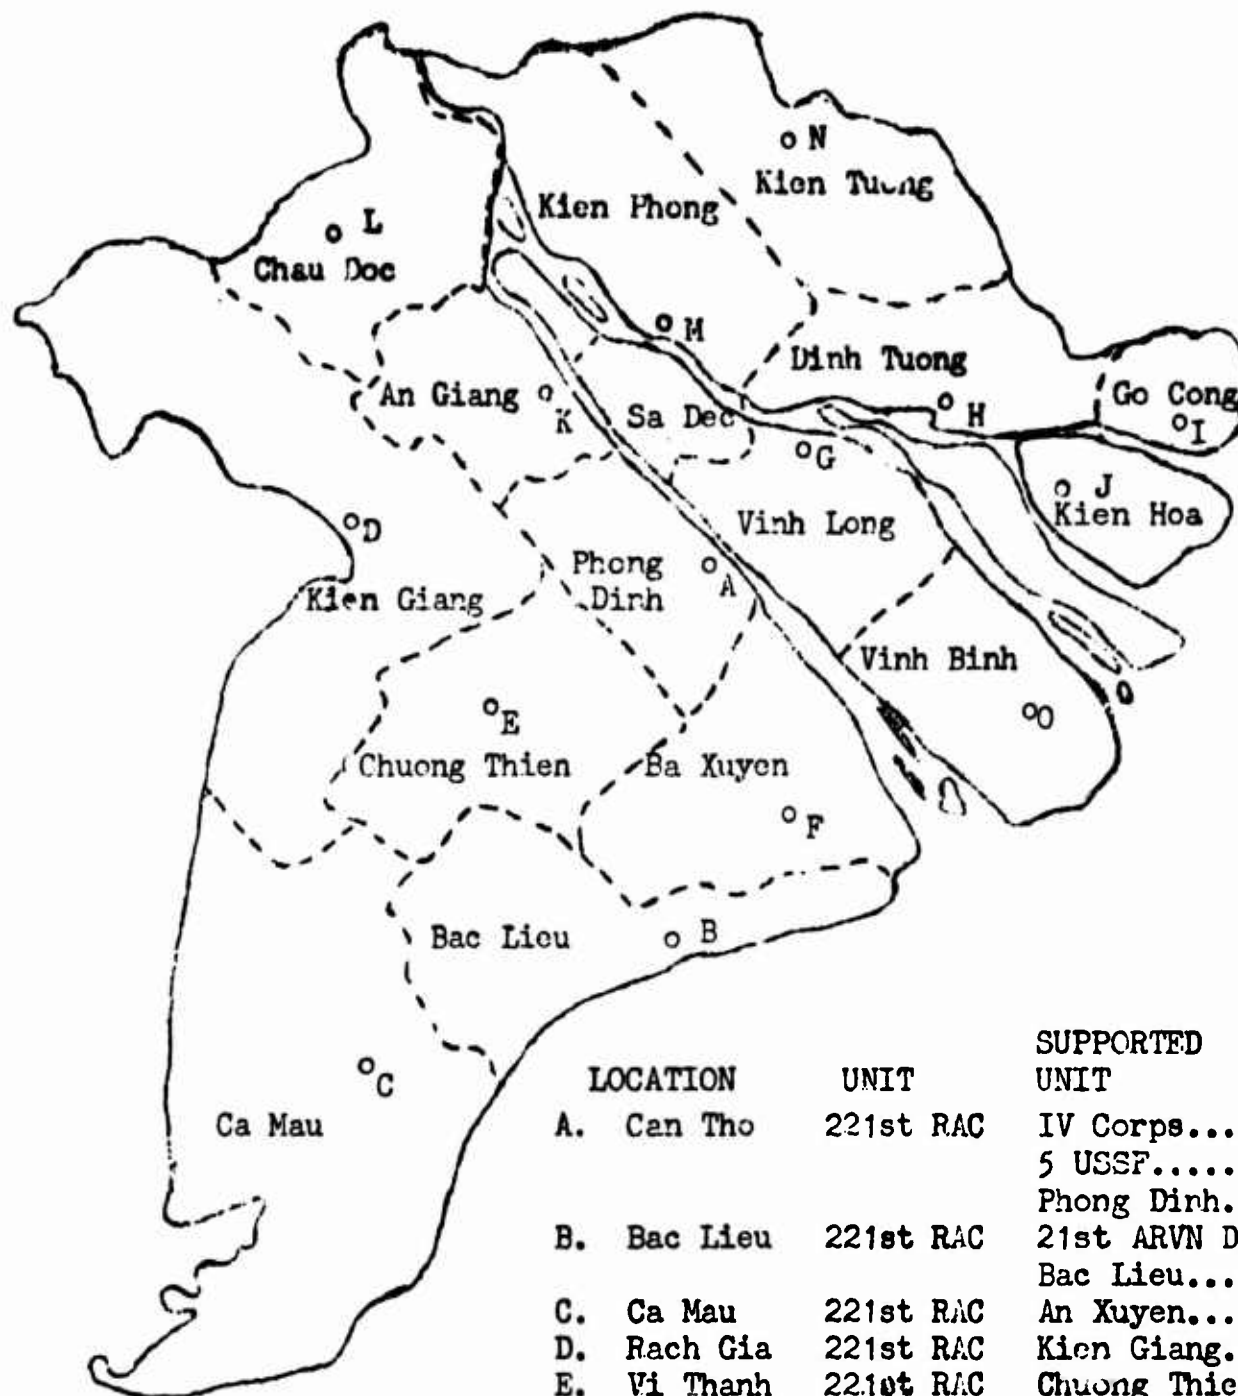 N
Kien Tuong
Kien Phong
L
Chau Doc
M
Dinh Tuong
An Giang
K
Sa Dec
H
Go Cong
I
G
J
Kien Hoa
D
Vinh Long
Phong
Dinh
A
Kien Giang
Vinh Binh
E
O
Chuong Thien
Ba Xuyen
F
Bac Lieu
B
C
Ca Mau
SUPPORTED
LOCATION UNIT UNIT
A. Can Tho 221st RAC IV Corps...
5 USSF.....
Phong Dinh.
B. Bac Lieu 221st RAC 21st ARVN D
Bac Lieu...
C. Ca Mau 221st RAC An Xuyen...
D. Rach Gia 221st RAC Kien Giang.
E. Vi Thanh 221st RAC Chuong Thie